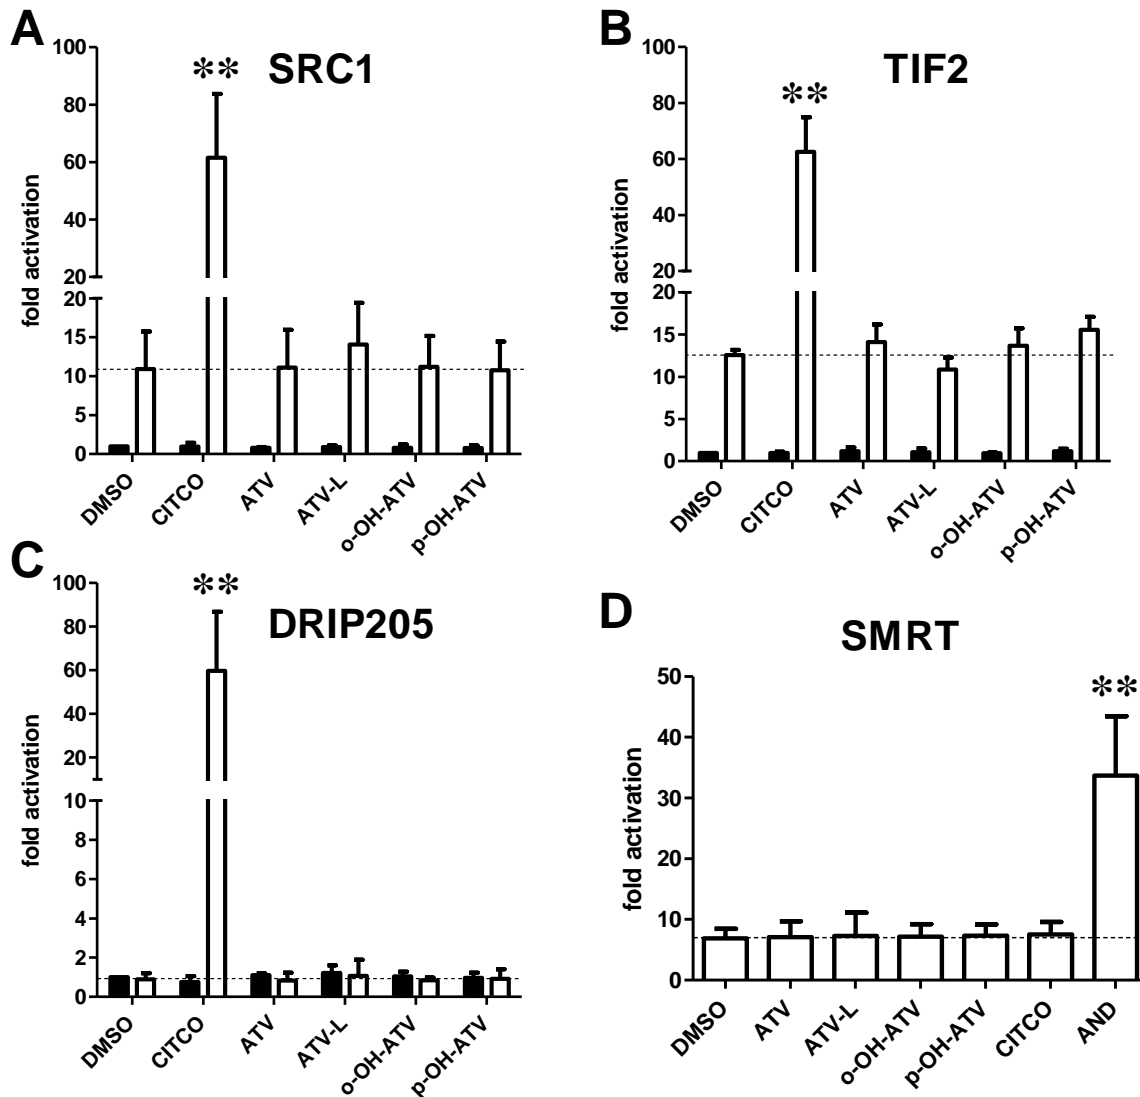 A
SRC1
**
fold activation
100
80
60
40
20
20
15
10
5
0
DMSO
CITCO
ATV
ATV-L
o-OH-ATV
p-OH-ATV
B
TIF2
**
fold activation
100
80
60
40
20
20
15
10
5
0
DMSO
CITCO
ATV
ATV-L
o-OH-ATV
p-OH-ATV
C
DRIP205
**
fold activation
100
80
60
40
20
10
8
6
4
2
0
DMSO
CITCO
ATV
ATV-L
o-OH-ATV
p-OH-ATV
D
SMRT
**
fold activation
50
40
30
20
10
0
DMSO
ATV
ATV-L
o-OH-ATV
p-OH-ATV
CITCO
AND